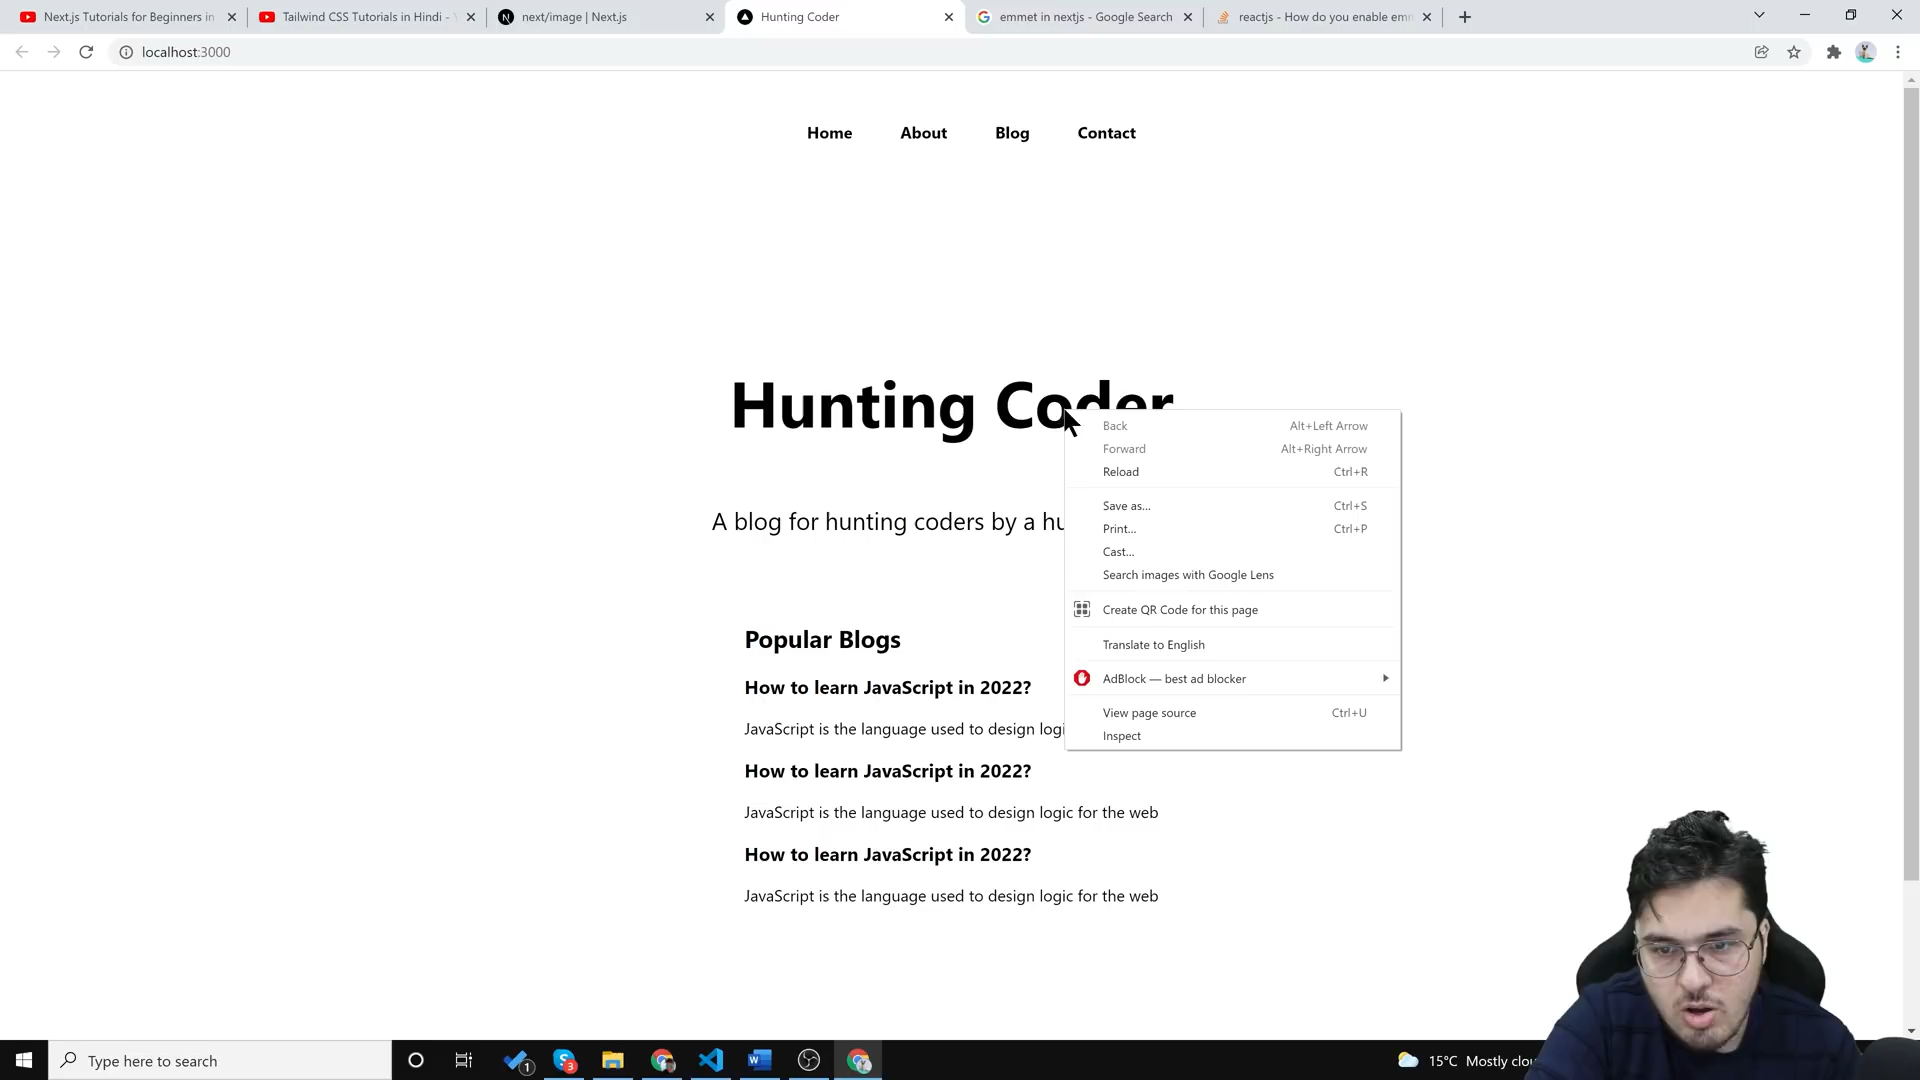 Next.js Tutorials for Beginners in
Tailwind CSS Tutorials in Hindi - Y
next/image | Next.js
Hunting Coder
emmet in nextjs - Google Search
reactjs - How do you enable emm
localhost:3000
Home About Blog Contact
Hunting Coder
A blog for hunting coders by a hu
Back Alt+Left Arrow
Forward Alt+Right Arrow
Reload Ctrl+R
Save as... Ctrl+S
Print... Ctrl+P
Cast...
Search images with Google Lens
Create QR Code for this page
Translate to English
AdBlock — best ad blocker
View page source Ctrl+U
Inspect
Popular Blogs
How to learn JavaScript in 2022?
JavaScript is the language used to design logi
How to learn JavaScript in 2022?
JavaScript is the language used to design logic for the web
How to learn JavaScript in 2022?
JavaScript is the language used to design logic for the web
Type here to search
1
3
15°C Mostly clou